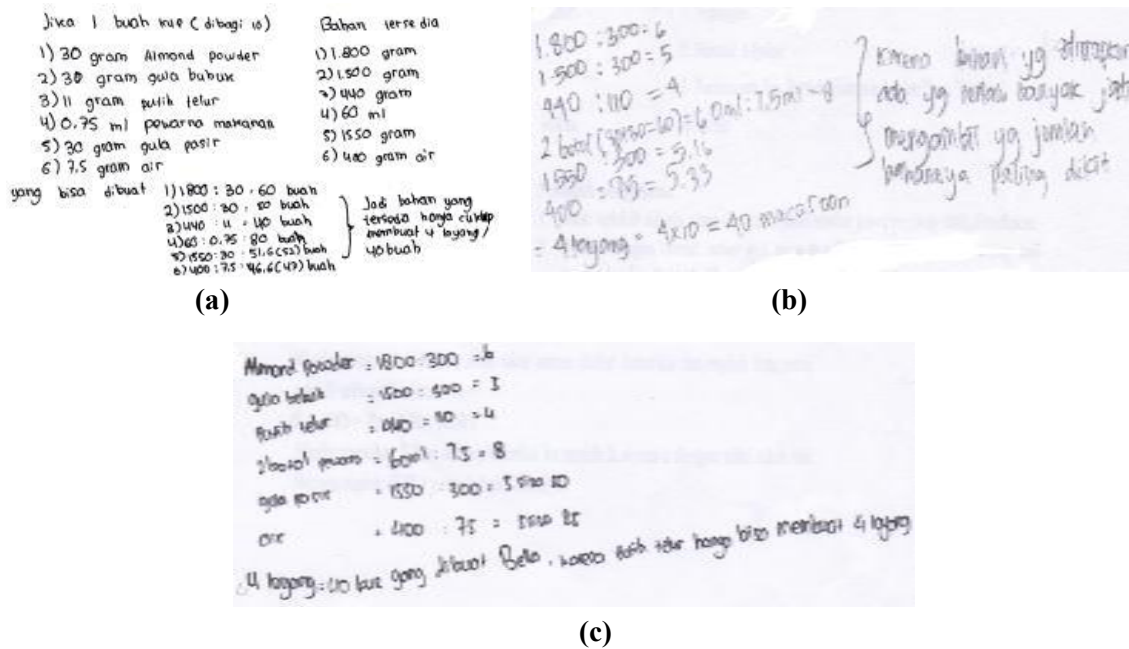 Jika 1 buah kue (dibagi 10)
1) 30 gram Almond powder
2) 30 gram gula bubuk
3) 11 gram putih telur
4) 0.75 ml pewarna makanan
5) 30 gram gula pasir
6) 7.5 gram air
Bahan tersedia
1) 1.800 gram
2) 1.500 gram
3) 440 gram
4) 60 ml
5) 1550 gram
6) 400 gram air
yang bisa dibuat 1) 1800 : 30 . 60 buah
2) 1500 : 30 . 50 buah
3) 440 : 11 = 40 buah
4) 60 : 0.75 : 80 buah
5) 1550 : 30 : 51,6 (52) buah
6) 400 : 7.5 : 46,6 (47) buah
Jadi bahan yang
tersedia hanya cukup
membuat 4 loyang /
40 buah
(a)
1.800 : 300 = 6
1.500 : 300 = 5
440 : 110 = 4
2 botol = 60ml : 7.5ml = 8
1550 : 300 = 5.16
400 : 75 = 5.33
= 4 loyang = 4x10 = 40 macaroon
karena bahan yg
ada yg banyak jadi
mengambil yg jumlah
bahannya paling dikit
(b)
Almond Powder = 1800 : 300 = 6
gula = 1500 : 300 = 5
Putih telur = 440 : 110 = 4
2 botol = 60ml : 7.5 = 8
gula pasir = 1550 : 300 = 5 sisa 50
air = 400 : 75 = 5 sisa 25
4 loyang = 40 kue yang dibuat Bella, karena putih telur hanya bisa membuat 4 loyang
(c)